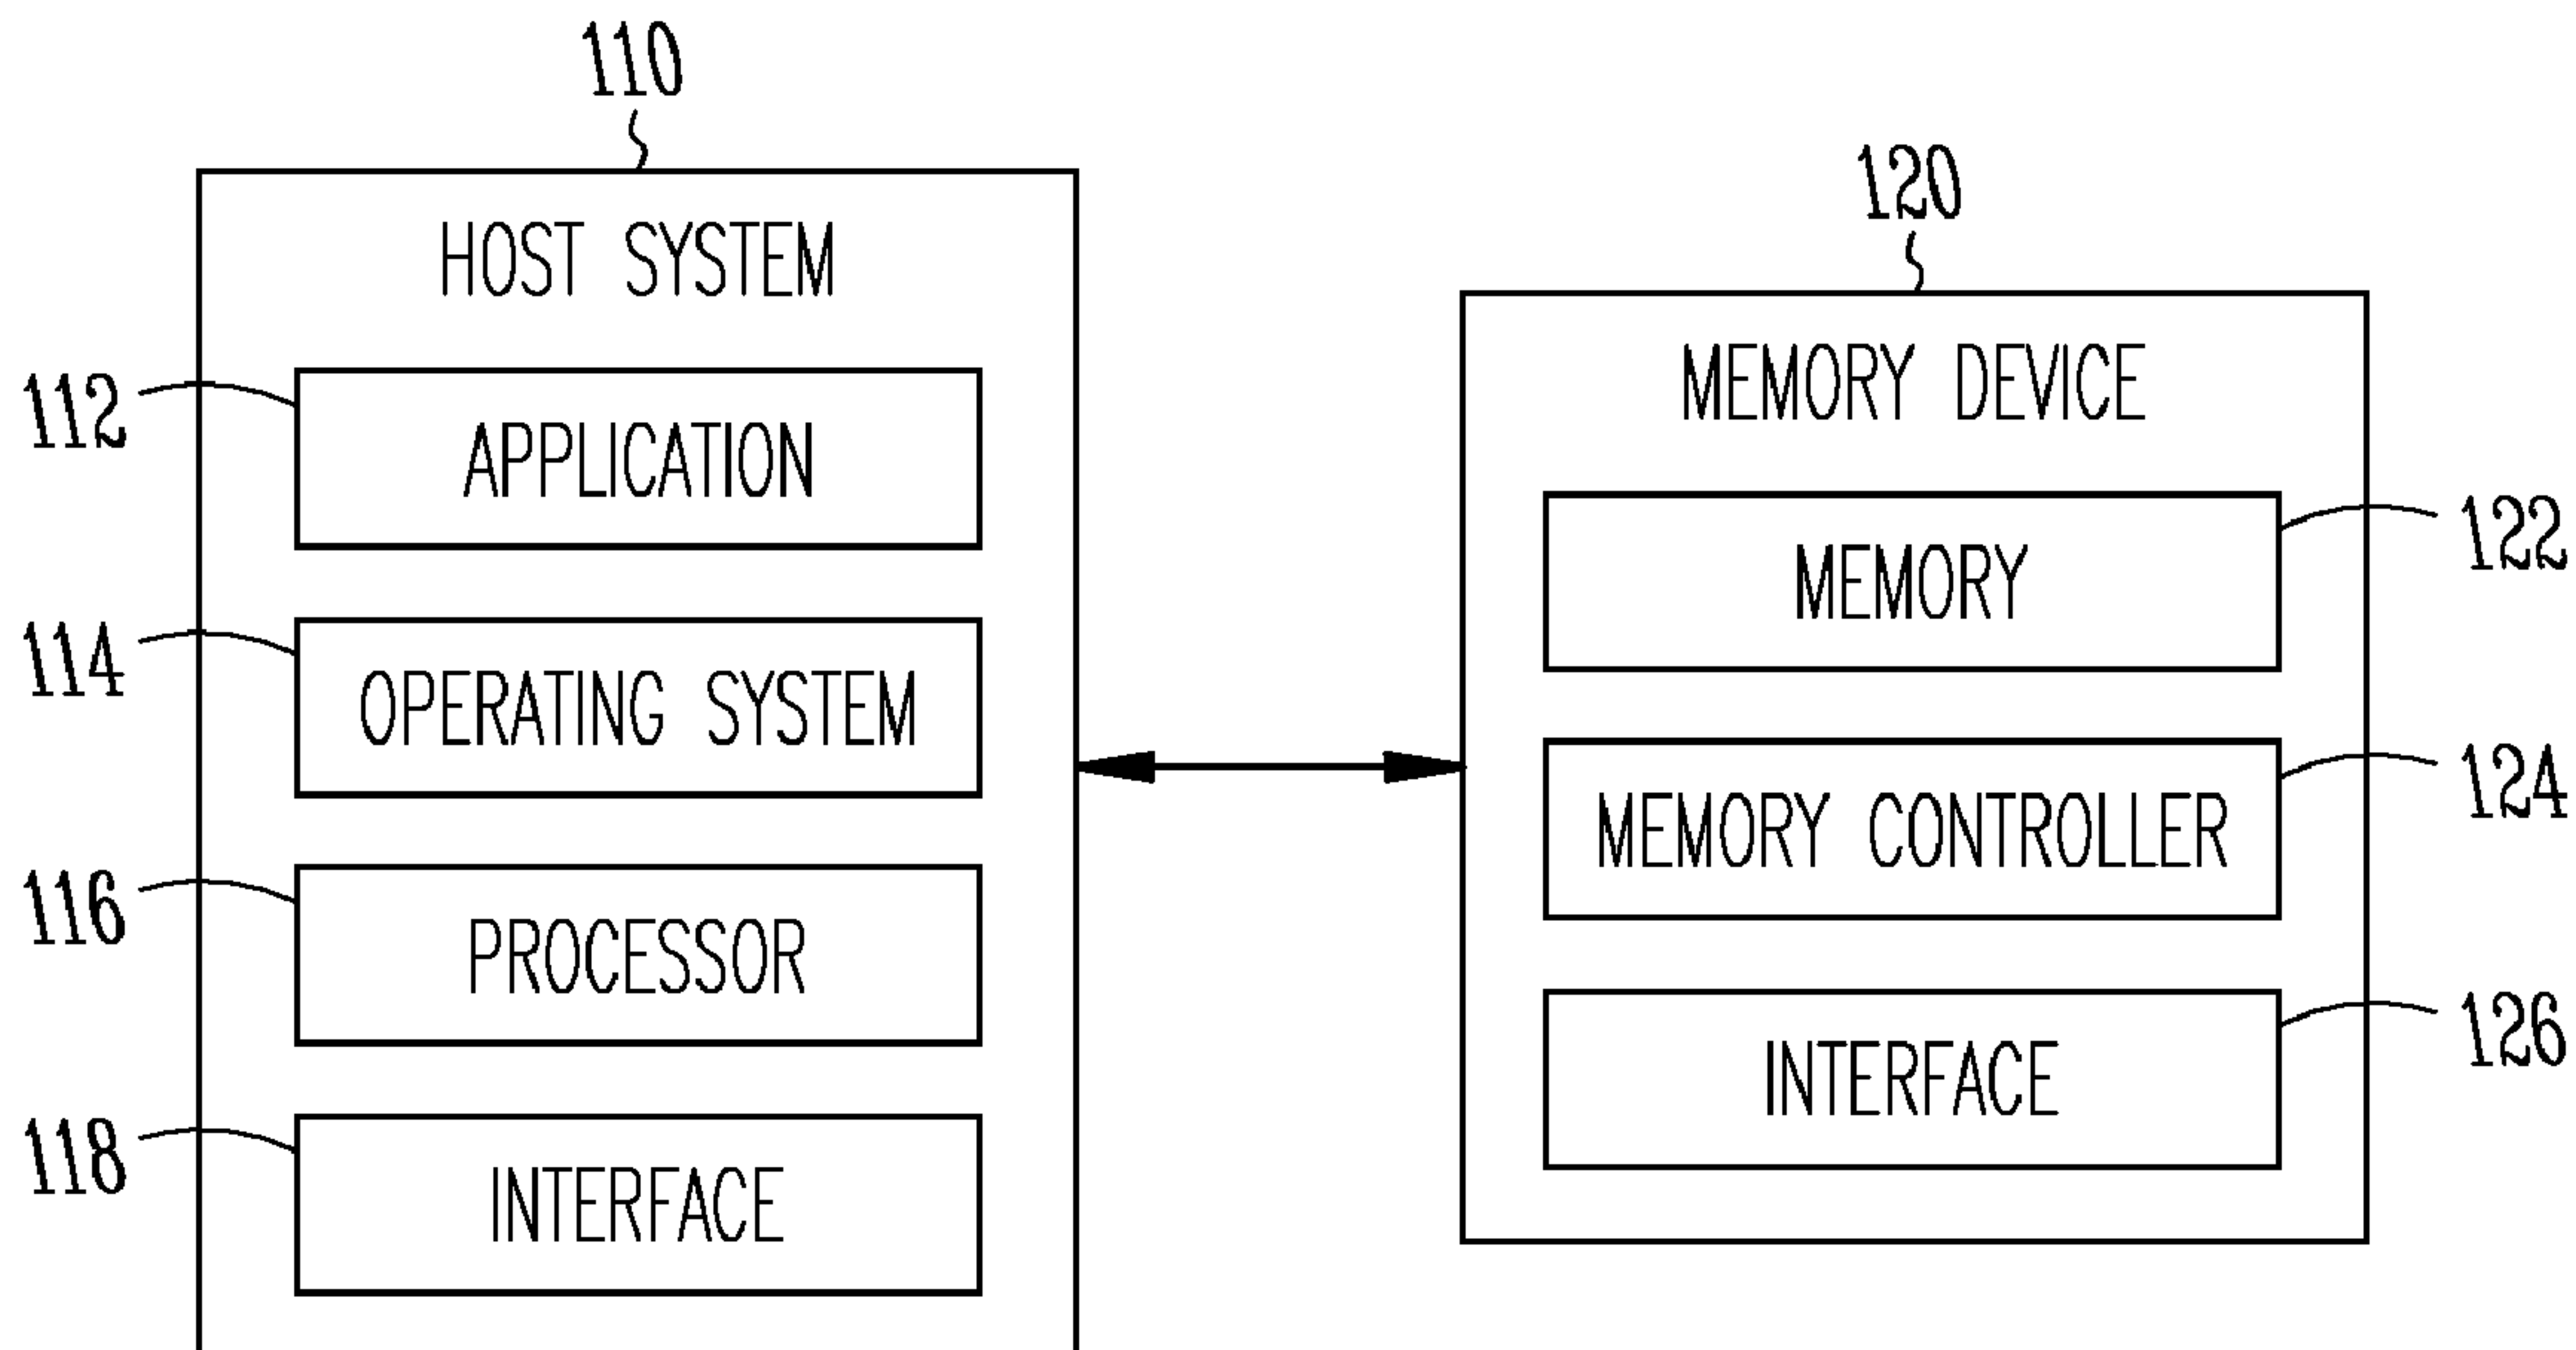 110
HOST SYSTEM
112
APPLICATION
114
OPERATING SYSTEM
116
PROCESSOR
118
INTERFACE
120
MEMORY DEVICE
MEMORY
122
MEMORY CONTROLLER
124
INTERFACE
126